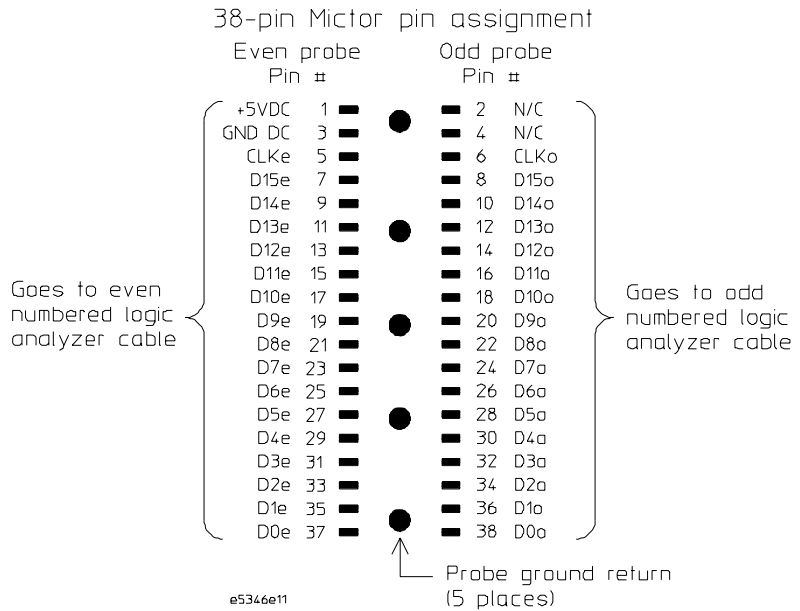 38-pin Mictor pin assignment
Even probe Odd probe
Pin # Pin #
+5VDC 1 2 N/C
GND DC 3 4 N/C
CLKe 5 6 CLKo
D15e 7 8 D15o
D14e 9 10 D14o
D13e 11 12 D13o
D12e 13 14 D12o
D11e 15 16 D11o
D10e 17 18 D10o
D9e 19 20 D9o
D8e 21 22 D8o
D7e 23 24 D7o
D6e 25 26 D6o
D5e 27 28 D5o
D4e 29 30 D4o
D3e 31 32 D3o
D2e 33 34 D2o
D1e 35 36 D1o
D0e 37 38 D0o
Goes to even
numbered logic
analyzer cable
Goes to odd
numbered logic
analyzer cable
Probe ground return
(5 places)
e5346e11